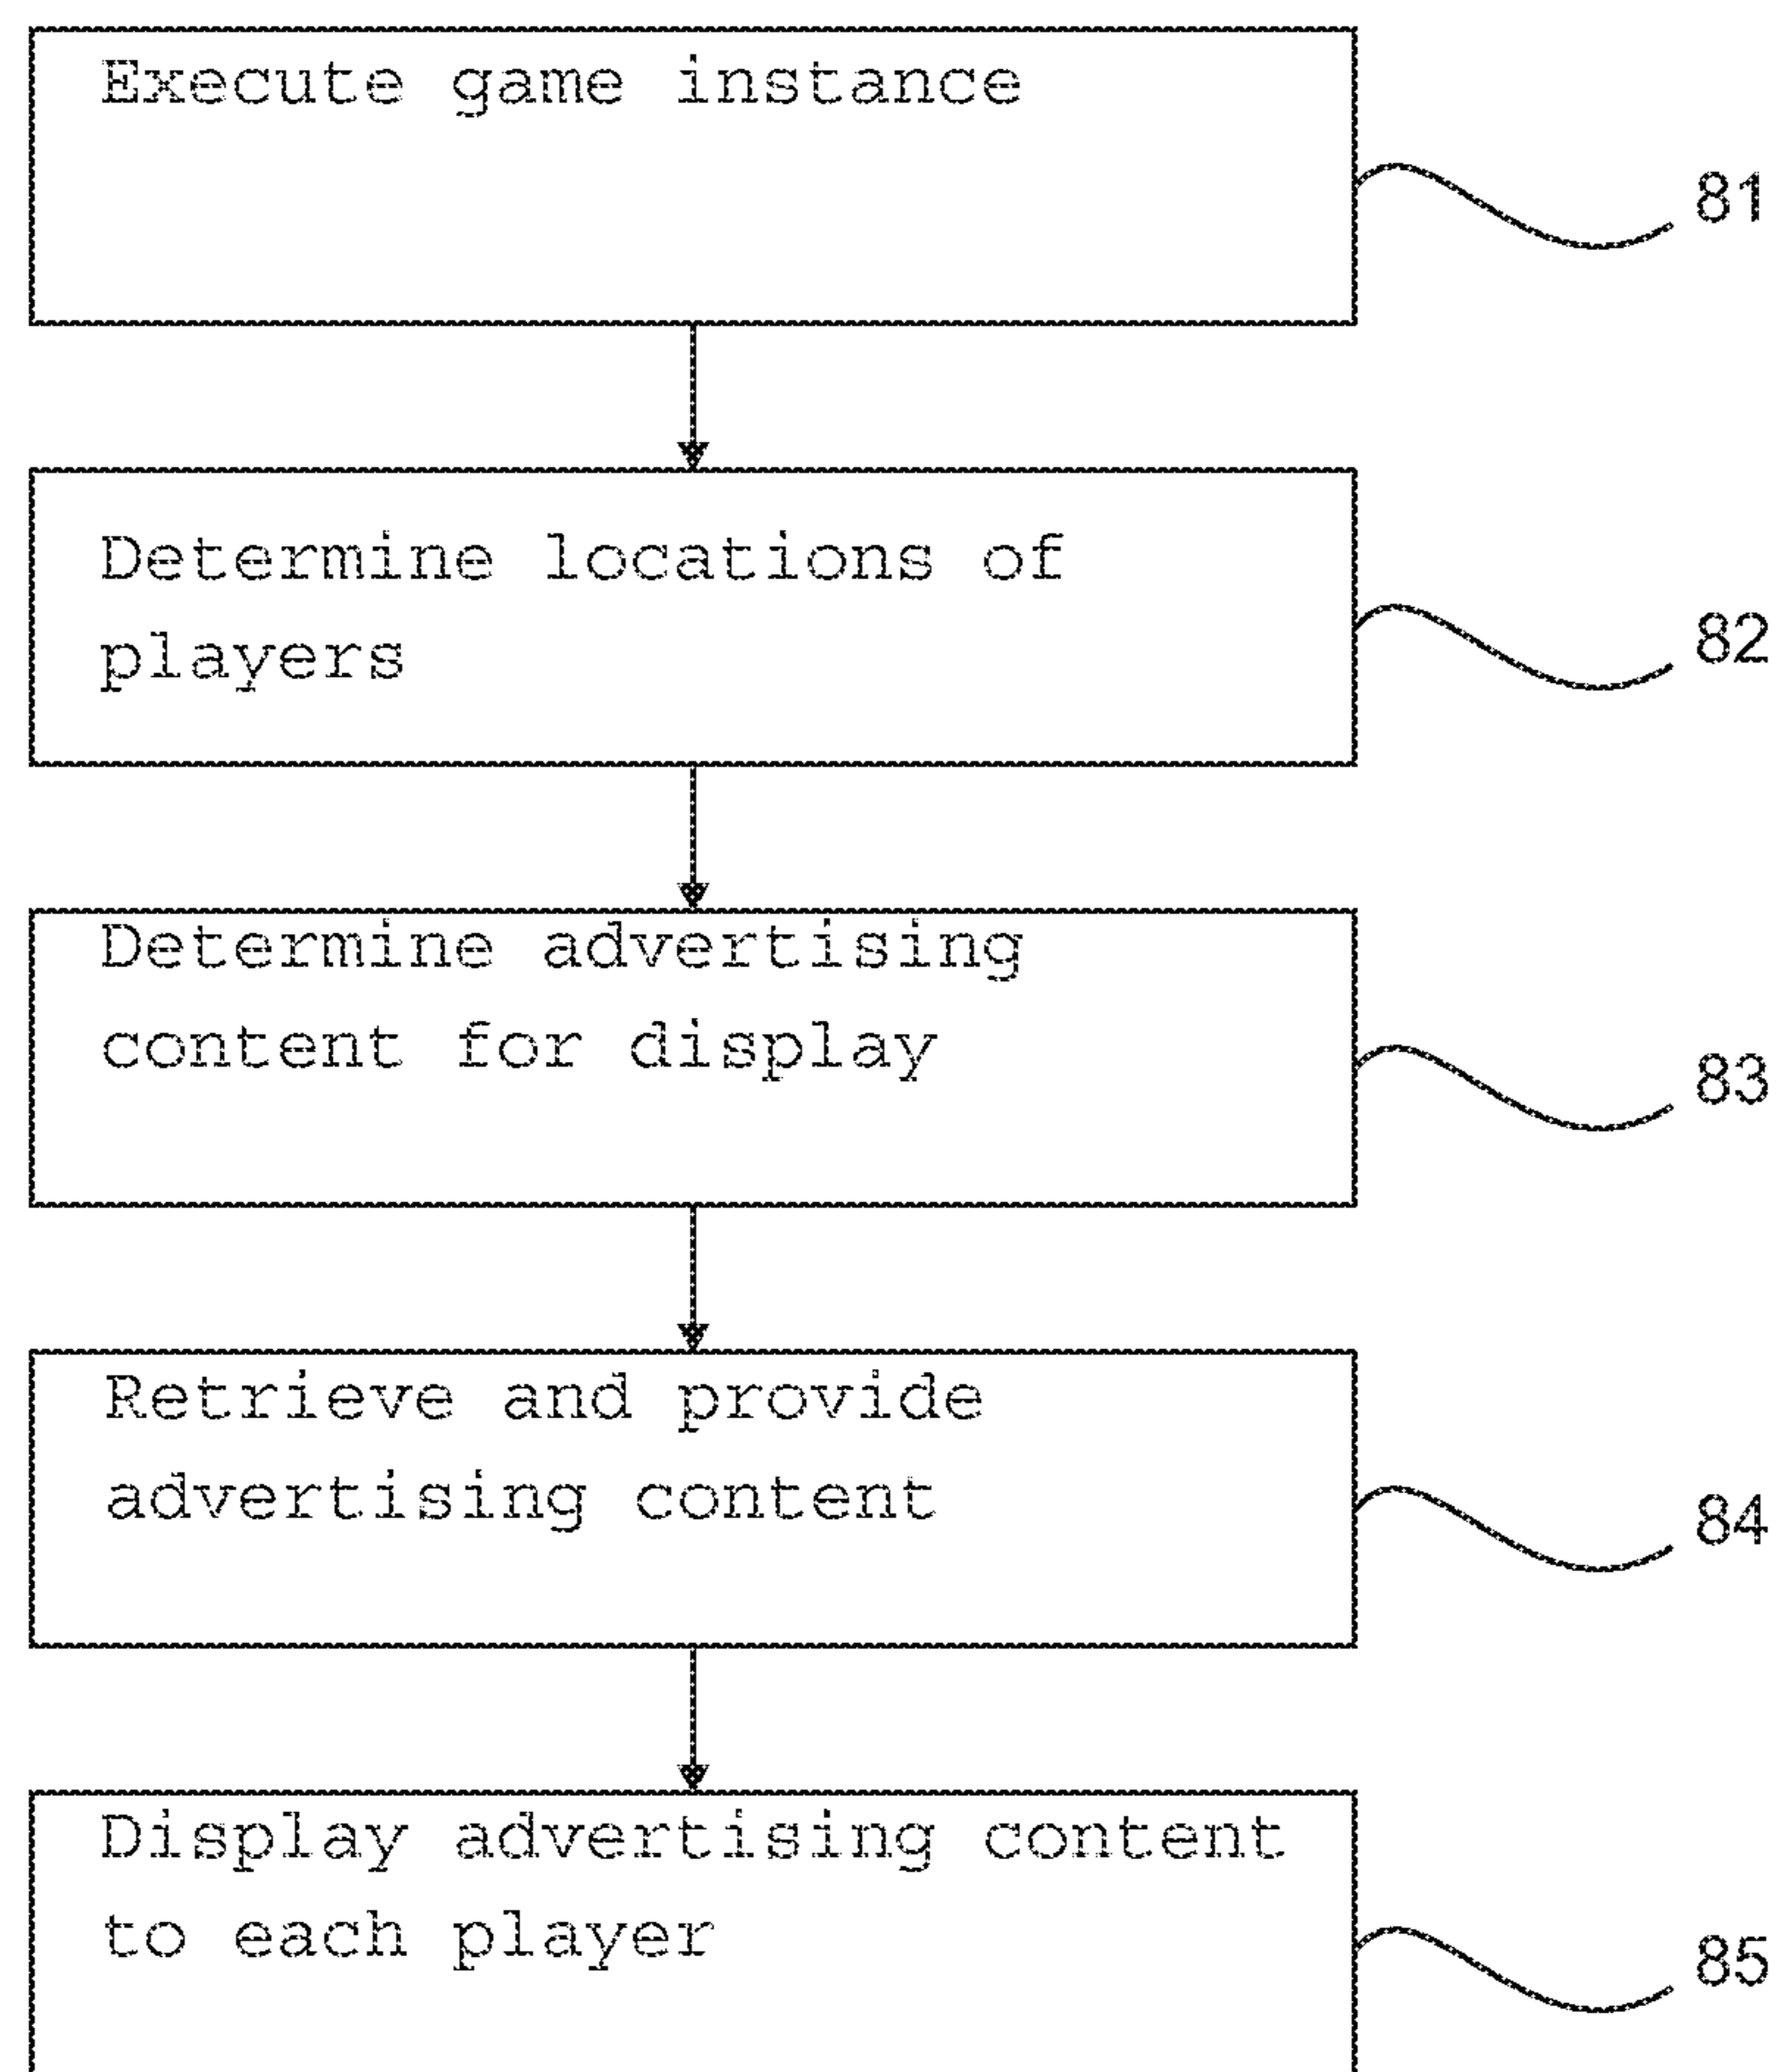 Execute game instance
81
Determine locations of
players
82
Determine advertising
content for display
83
Retrieve and provide
advertising content
84
Display advertising content
to each player
85